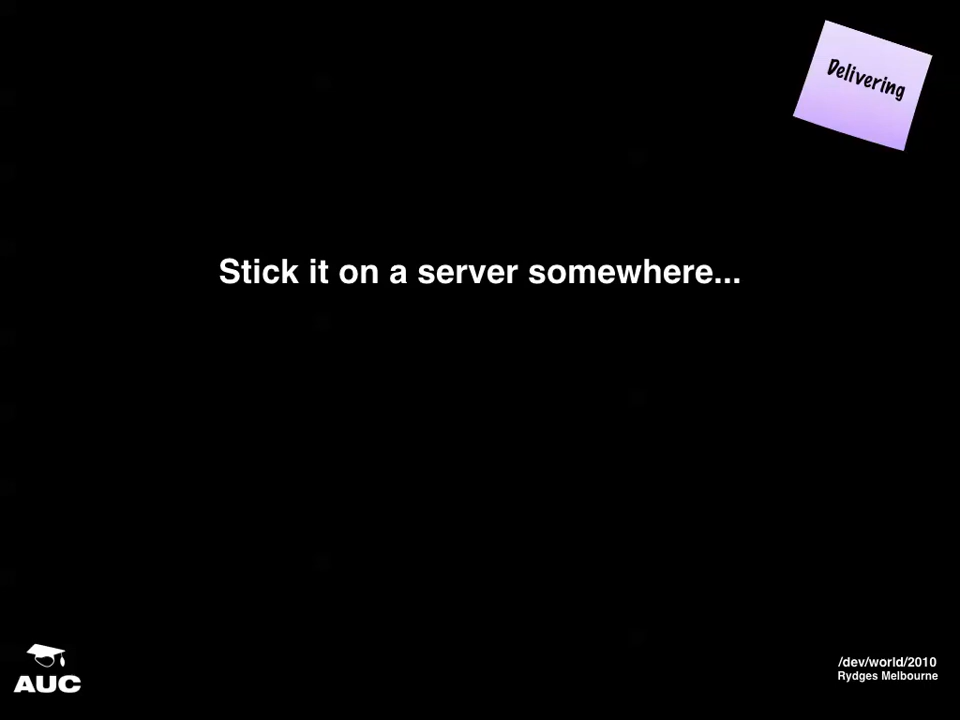 Delivering
Stick it on a server somewhere...
AUC
/dev/world/2010
Rydges Melbourne